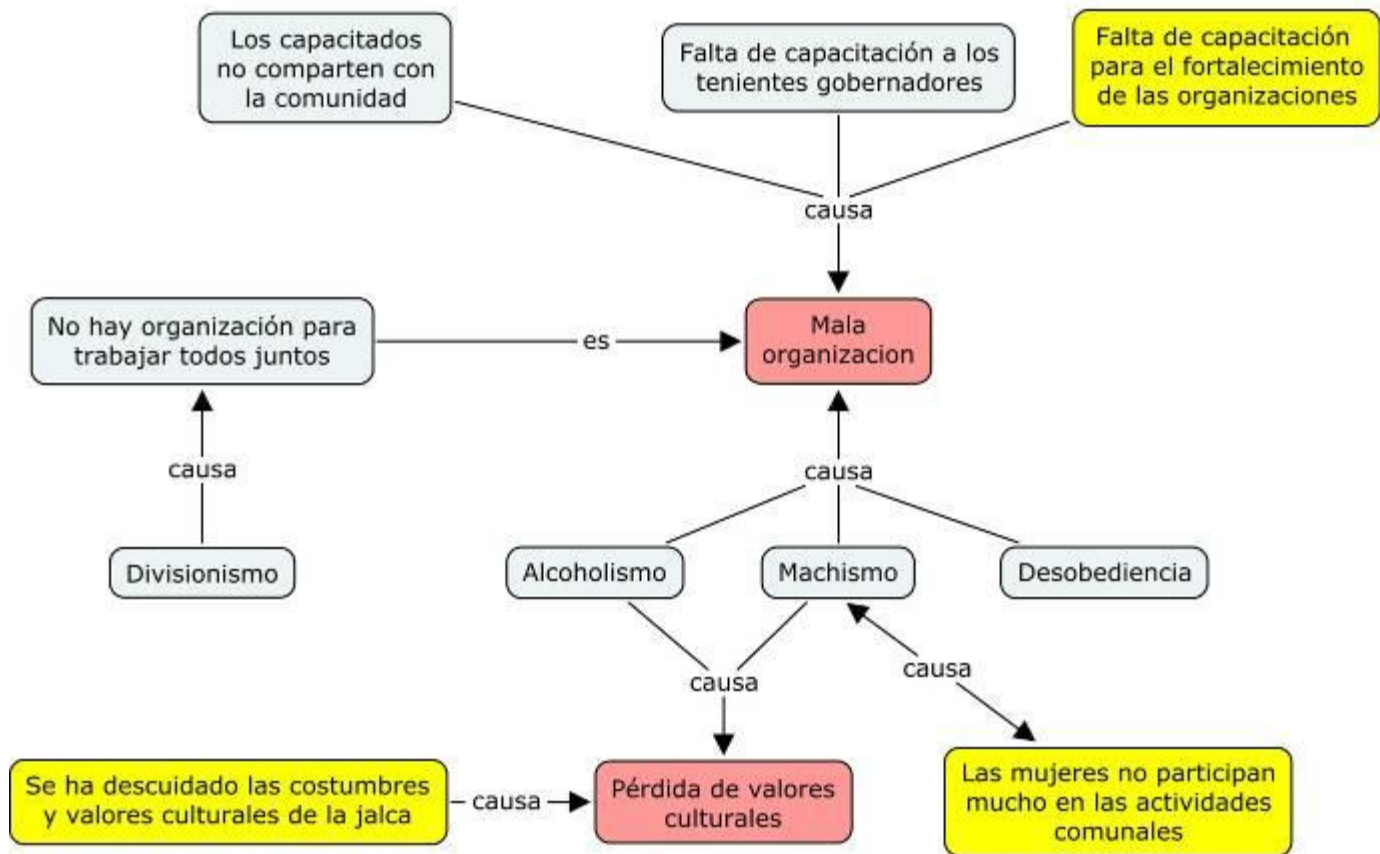 Los capacitados
no comparten con
la comunidad
Falta de capacitación a los
tenientes gobernadores
Falta de capacitación
para el fortalecimiento
de las organizaciones
causa
No hay organización para
trabajar todos juntos
es
Mala
organizacion
causa
causa
Divisionismo
Alcoholismo
Machismo
Desobediencia
causa
causa
Se ha descuidado las costumbres
y valores culturales de la jalca
causa
Pérdida de valores
culturales
Las mujeres no participan
mucho en las actividades
comunales